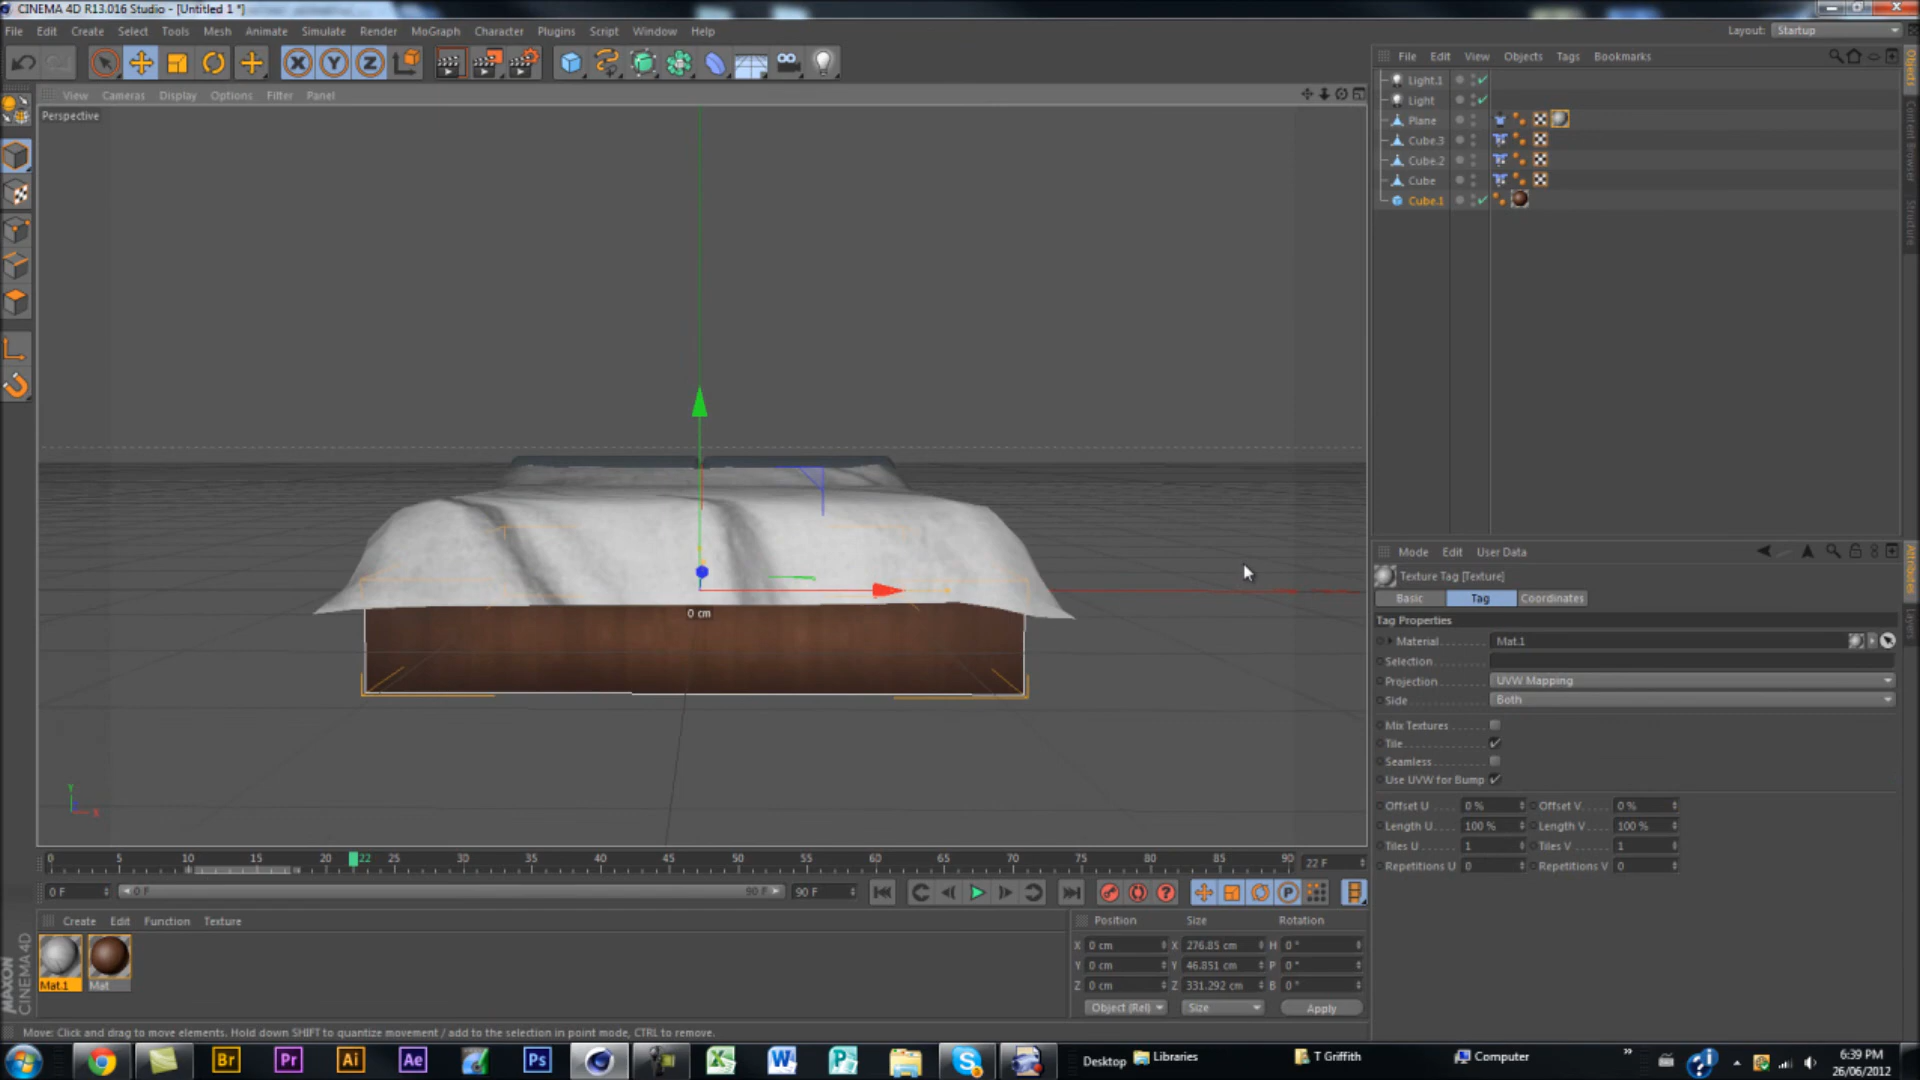 CINEMA 4D R13.016 Studio - [Untitled 1 *]
File Edit Create Select Tools Mesh Animate Simulate Render MoGraph Character Plugins Script Window Help
Layout: Startup
View Cameras Display Options Filter Panel
Perspective
0 cm
Y
X
File Edit View Objects Tags Bookmarks
Light.1
Light
Plane
Cube.3
Cube.2
Cube
Cube.1
Objects
Content Browser
Structure
Mode Edit User Data
Texture Tag [Texture]
Basic Tag Coordinates
Tag Properties
Material Mat.1
Selection
Projection UVW Mapping
Side Both
Mix Textures
Tile
Seamless
Use UVW for Bump
Offset U 0 % Offset V 0 %
Length U 100 % Length V 100 %
Tiles U 1 Tiles V 1
Repetitions U 0 Repetitions V 0
Attributes
Layers
0 5 10 15 20 22 25 30 35 40 45 50 55 60 65 70 75 80 85 90 22 F
0 F 0 F 90 F 90 F
Create Edit Function Texture
Mat.1 Mat
MAXON
CINEMA 4D
Position Size Rotation
X 0 cm X 276.85 cm H 0 °
Y 0 cm Y 46.851 cm P 0 °
Z 0 cm Z 331.292 cm B 0 °
Object (Rel) Size Apply
Move: Click and drag to move elements. Hold down SHIFT to quantize movement / add to the selection in point mode, CTRL to remove.
Br Pr Ai Ae Ps
Desktop Libraries T Griffith Computer
6:39 PM
26/06/2012